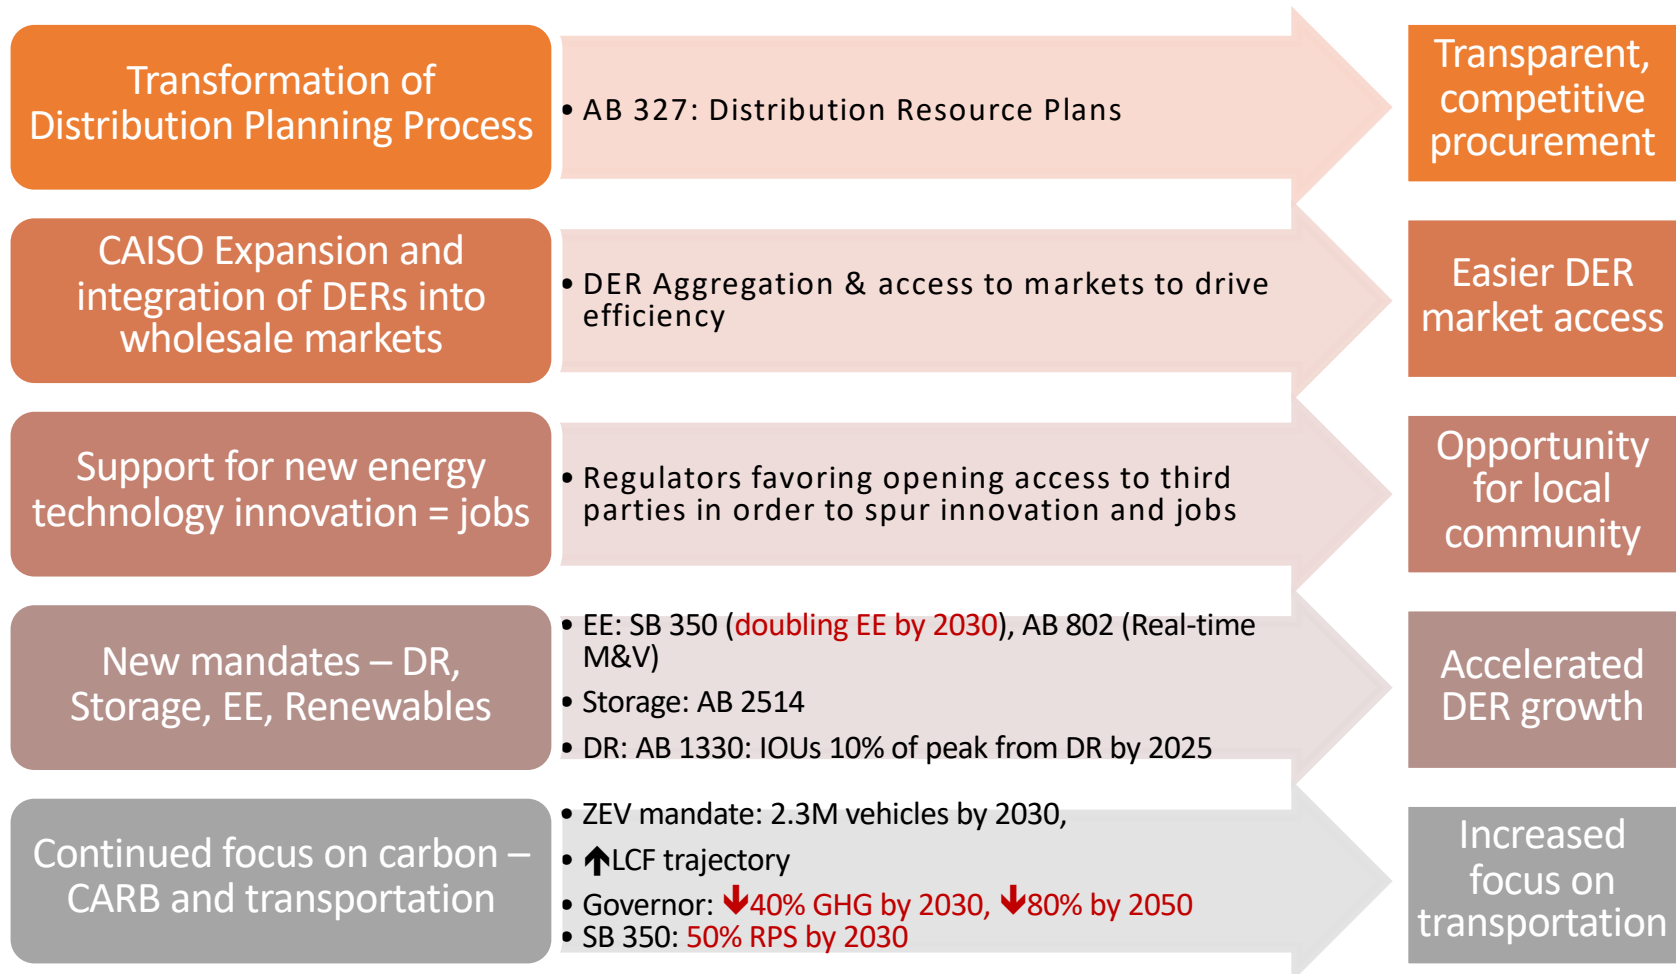 Transformation of
Distribution Planning Process
• AB 327: Distribution Resource Plans
Transparent,
competitive
procurement
CAISO Expansion and
integration of DERs into
wholesale markets
• DER Aggregation & access to markets to drive
efficiency
Easier DER
market access
Support for new energy
technology innovation = jobs
• Regulators favoring opening access to third
parties in order to spur innovation and jobs
Opportunity
for local
community
New mandates – DR,
Storage, EE, Renewables
• EE: SB 350 (doubling EE by 2030), AB 802 (Real-time
M&V)
• Storage: AB 2514
• DR: AB 1330: IOUs 10% of peak from DR by 2025
Accelerated
DER growth
Continued focus on carbon –
CARB and transportation
• ZEV mandate: 2.3M vehicles by 2030,
• ↑LCF trajectory
• Governor: ↓40% GHG by 2030, ↓80% by 2050
• SB 350: 50% RPS by 2030
Increased
focus on
transportation